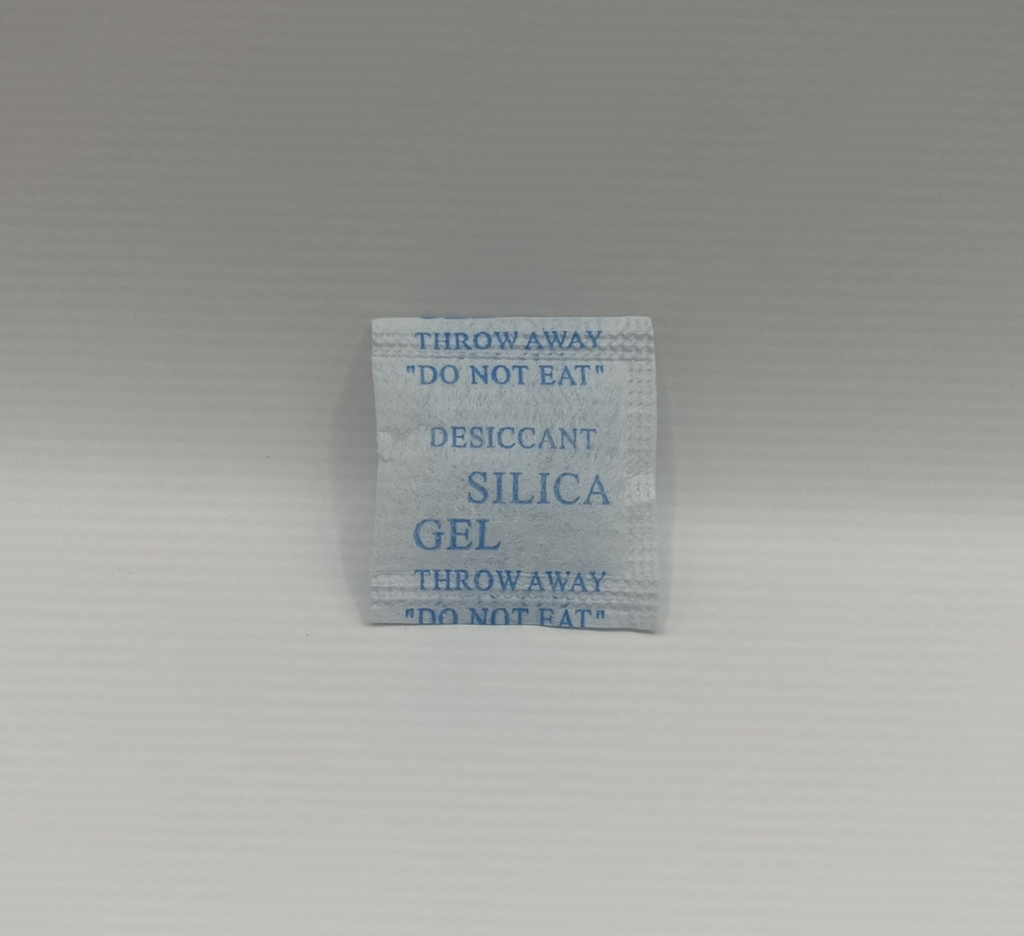 THROW AWAY
"DO NOT EAT"
DESICCANT
SILICA
GEL
THROW AWAY
"DO NOT EAT"